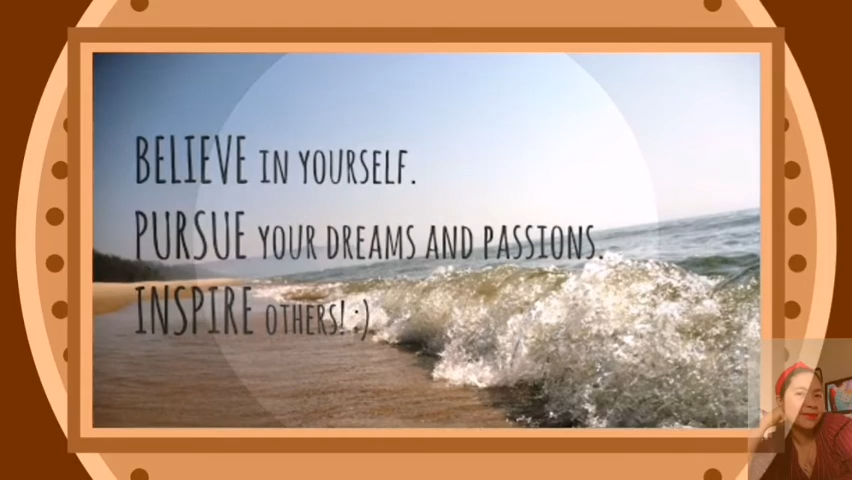 BELIEVE IN YOURSELF.
PURSUE YOUR DREAMS AND PASSIONS.
INSPIRE OTHERS! :)